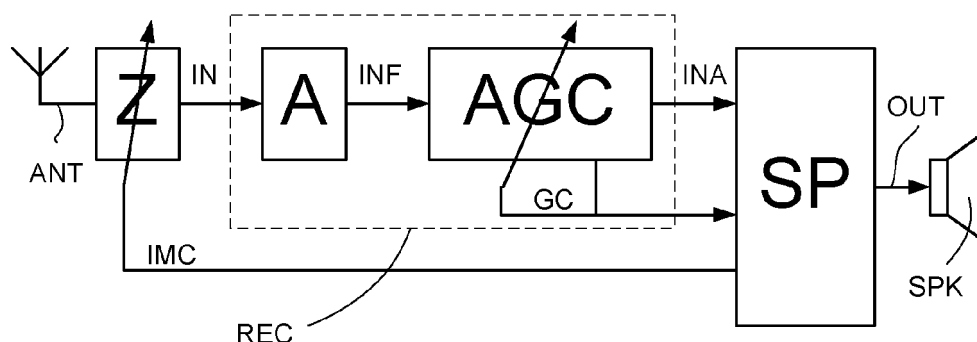 IN
INF
INA
OUT
Z
A
AGC
SP
ANT
GC
IMC
SPK
REC